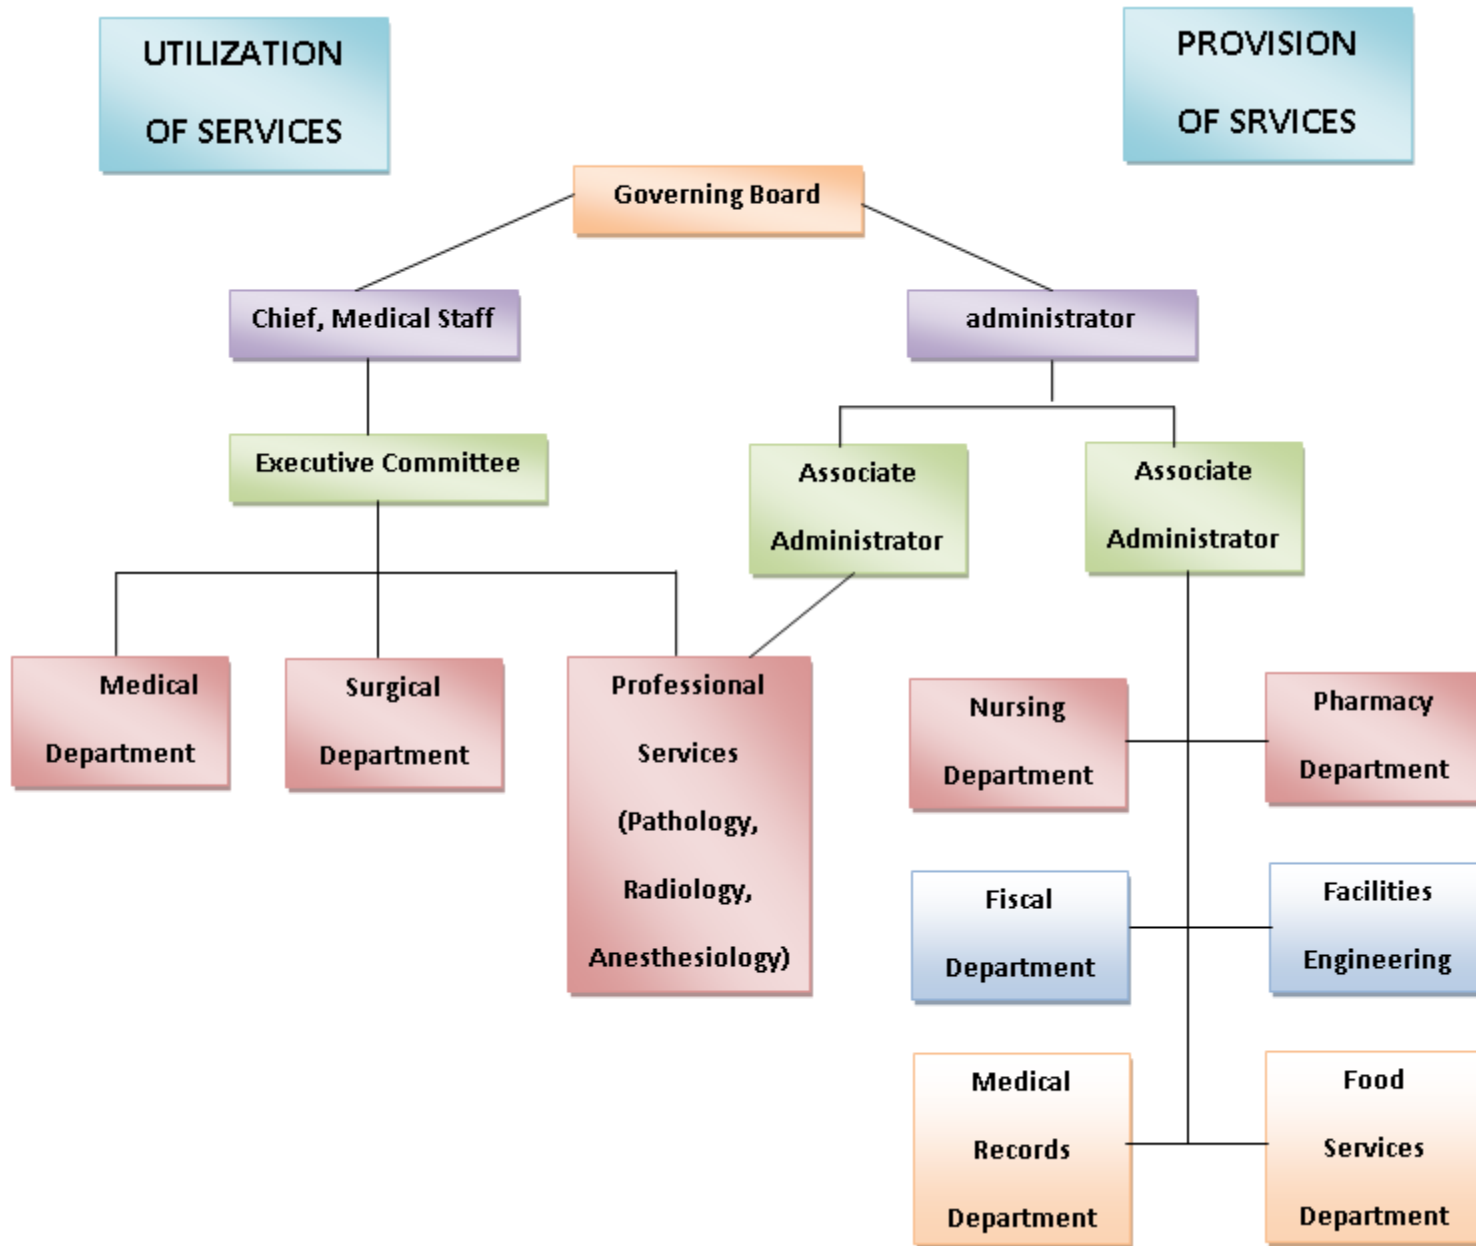 UTILIZATION
OF SERVICES
PROVISION
OF SRVICES
Governing Board
Chief, Medical Staff
administrator
Executive Committee
Associate
Administrator
Associate
Administrator
Medical
Department
Surgical
Department
Professional
Services
(Pathology,
Radiology,
Anesthesiology)
Nursing
Department
Pharmacy
Department
Fiscal
Department
Facilities
Engineering
Medical
Records
Department
Food
Services
Department